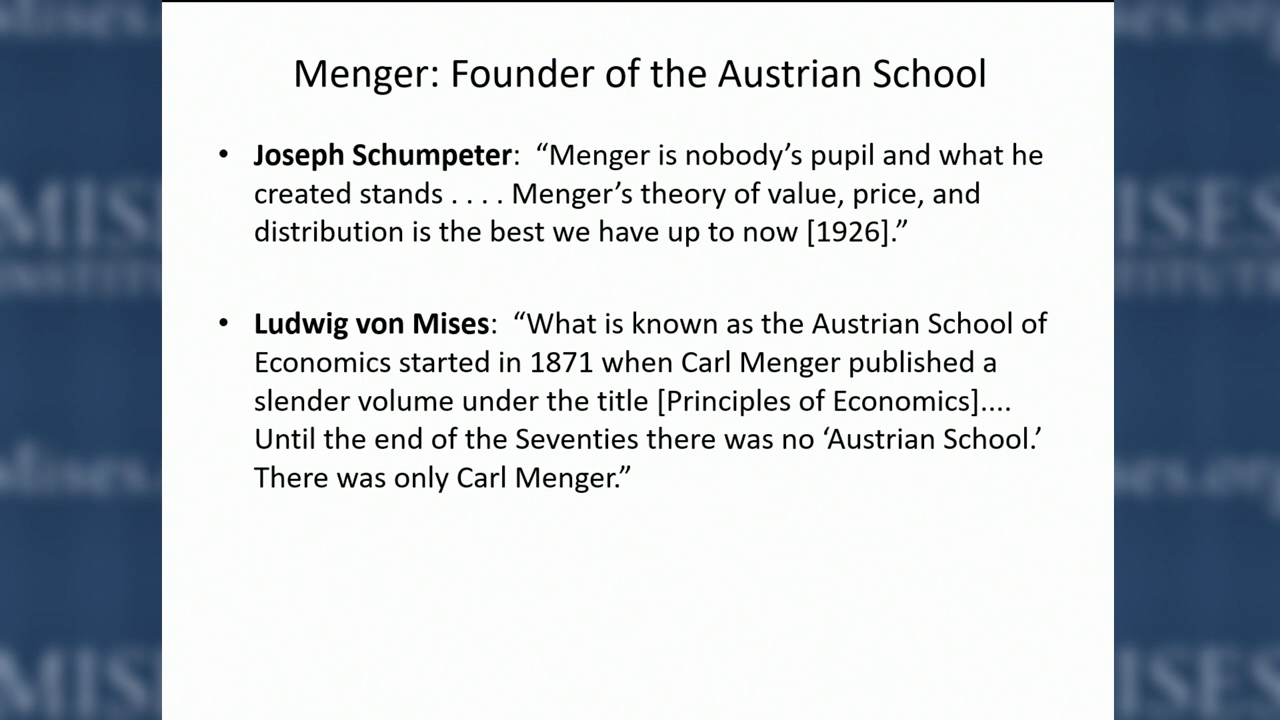 Menger: Founder of the Austrian School
• Joseph Schumpeter: “Menger is nobody’s pupil and what he
created stands . . . . Menger’s theory of value, price, and
distribution is the best we have up to now [1926].”
• Ludwig von Mises: “What is known as the Austrian School of
Economics started in 1871 when Carl Menger published a
slender volume under the title [Principles of Economics]....
Until the end of the Seventies there was no ‘Austrian School.’
There was only Carl Menger.”